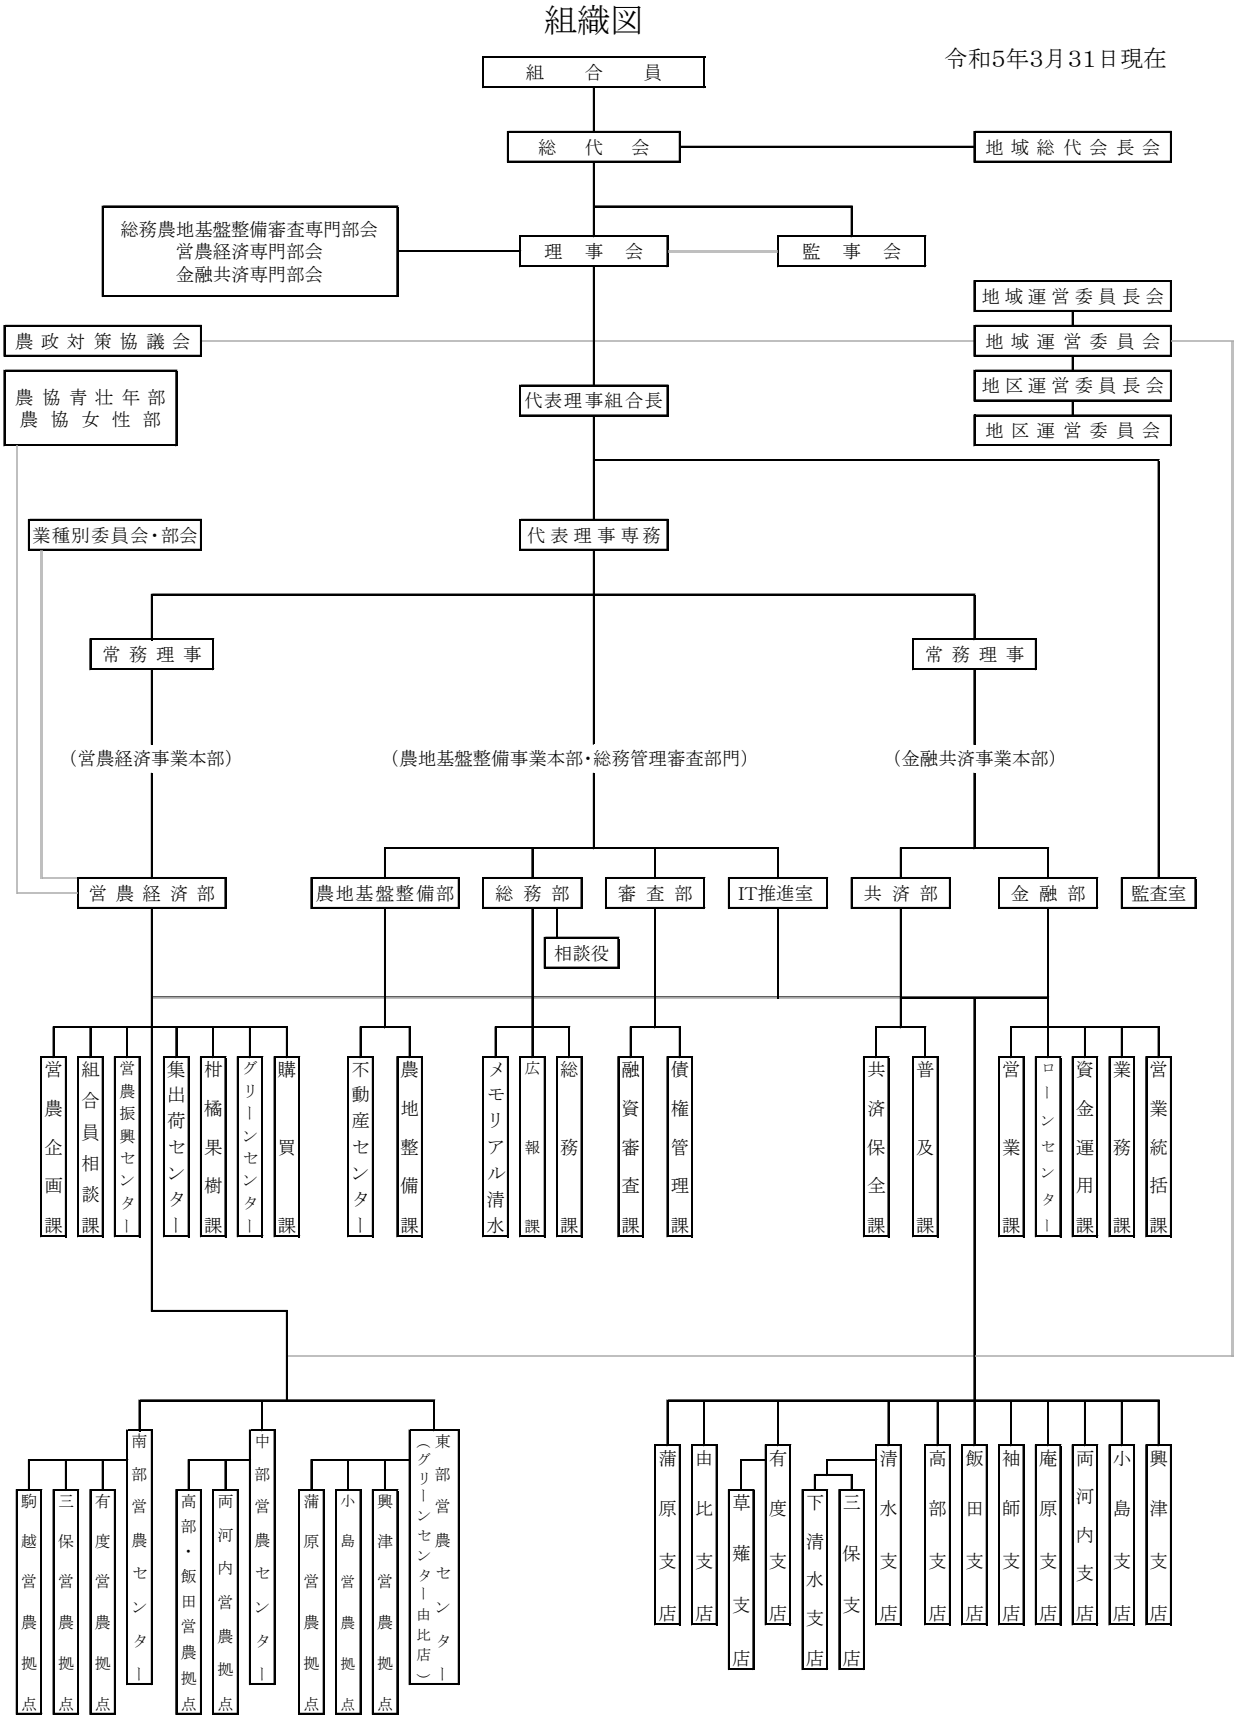 組織図
令和5年3月31日現在
組合員
総代会
地域総代会長会
総務農地基盤整備審査専門部会
営農経済専門部会
金融共済専門部会
理事会
監事会
地域運営委員長会
農政対策協議会
地域運営委員会
農協青壮年部
農協女性部
代表理事組合長
地区運営委員長会
地区運営委員会
業種別委員会・部会
代表理事専務
常務理事
常務理事
（営農経済事業本部）
（農地基盤整備事業本部・総務管理審査部門）
（金融共済事業本部）
営農経済部
農地基盤整備部
総務部
審査部
IT推進室
共済部
金融部
監査室
相談役
営農企画課
組合員相談課
営農振興センター
集出荷センター
柑橘果樹課
グリーンセンター
購買課
不動産センター
農地整備課
メモリアル清水
広報課
総務課
融資審査課
債権管理課
共済保全課
普及課
営業課
ローンセンター
資金運用課
業務課
営業統括課
南部営農センター
中部営農センター
東部営農センター
（グリーンセンター由比店）
駒越営農拠点
三保営農拠点
有度営農拠点
高部・飯田営農拠点
両河内営農拠点
蒲原営農拠点
小島営農拠点
興津営農拠点
蒲原支店
由比支店
草薙支店
有度支店
下清水支店
三保支店
清水支店
高部支店
飯田支店
袖師支店
庵原支店
両河内支店
小島支店
興津支店